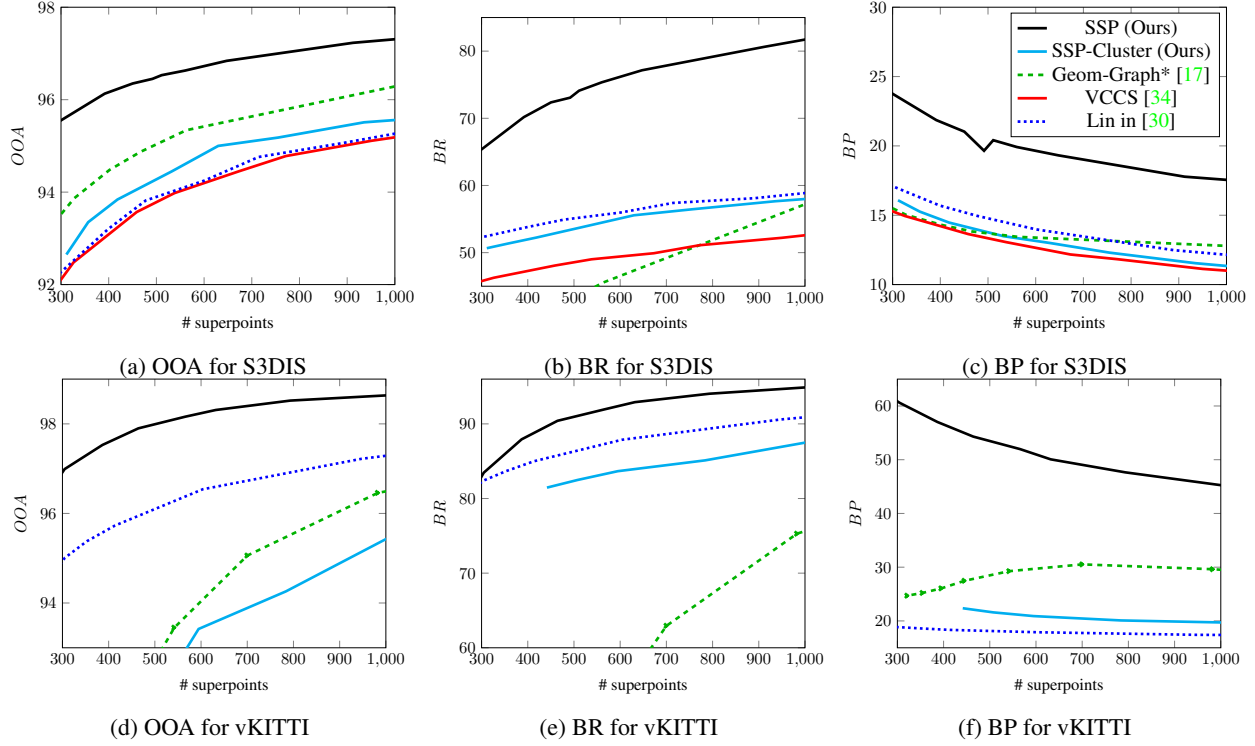 98
96
94
92
OOA
300 400 500 600 700 800 900 1,000
# superpoints
(a) OOA for S3DIS
80
70
60
50
BR
300 400 500 600 700 800 900 1,000
# superpoints
(b) BR for S3DIS
30
25
20
15
10
BP
SSP (Ours)
SSP-Cluster (Ours)
Geom-Graph* [17]
VCCS [34]
Lin in [30]
300 400 500 600 700 800 900 1,000
# superpoints
(c) BP for S3DIS
98
96
94
OOA
300 400 500 600 700 800 900 1,000
# superpoints
(d) OOA for vKITTI
90
80
70
60
BR
300 400 500 600 700 800 900 1,000
# superpoints
(e) BR for vKITTI
60
50
40
30
20
BP
300 400 500 600 700 800 900 1,000
# superpoints
(f) BP for vKITTI